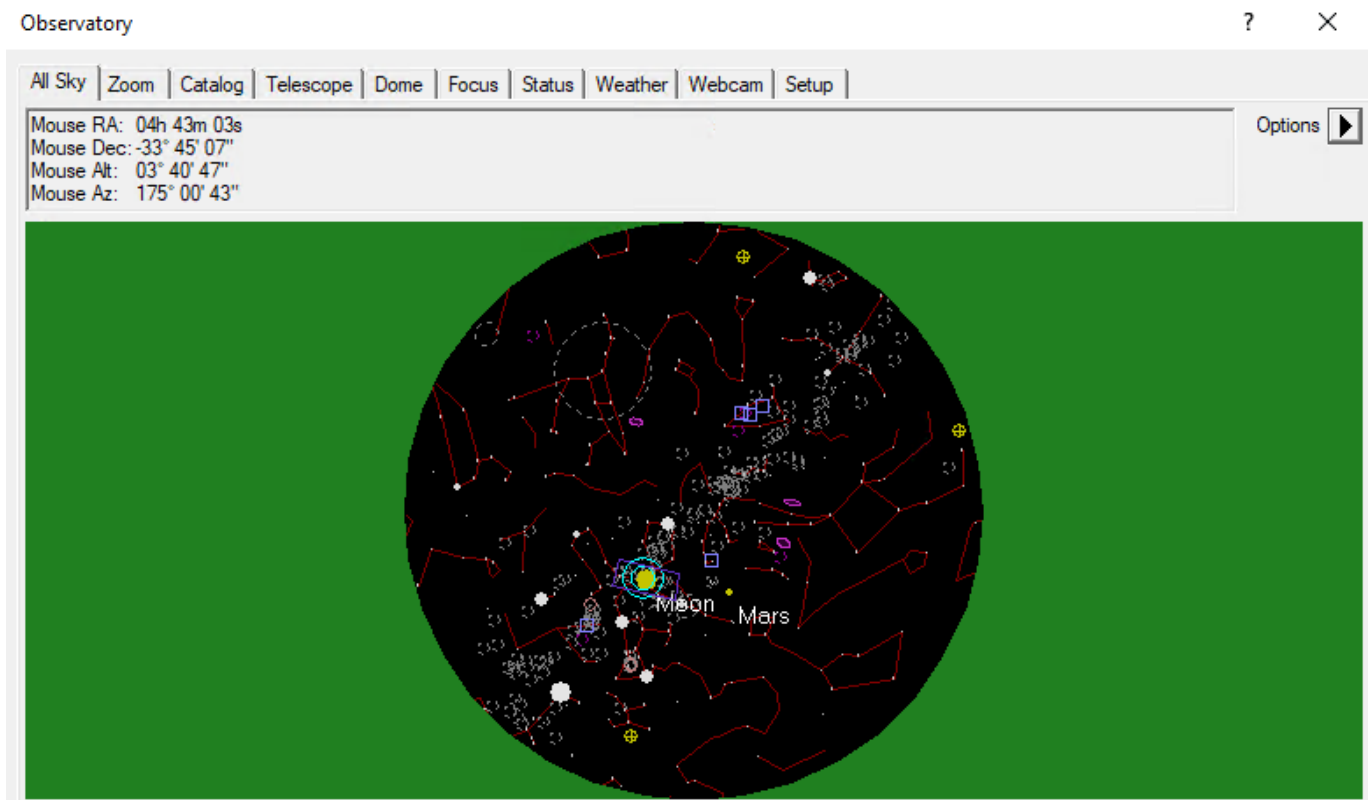 Observatory ? ×
All Sky Zoom Catalog Telescope Dome Focus Status Weather Webcam Setup
Mouse RA: 04h 43m 03s Options
Mouse Dec: -33° 45' 07"
Mouse Alt: 03° 40' 47"
Mouse Az: 175° 00' 43"
Moon
Mars